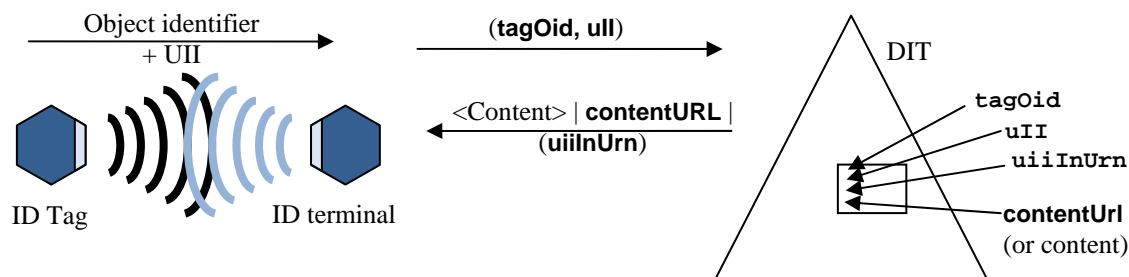 Object identifier
+ UII
ID Tag
ID terminal
(tagOid, uII)
<Content> | contentURL |
(uiiInUrn)
DIT
tagOid
uII
uiiInUrn
contentUrl
(or content)